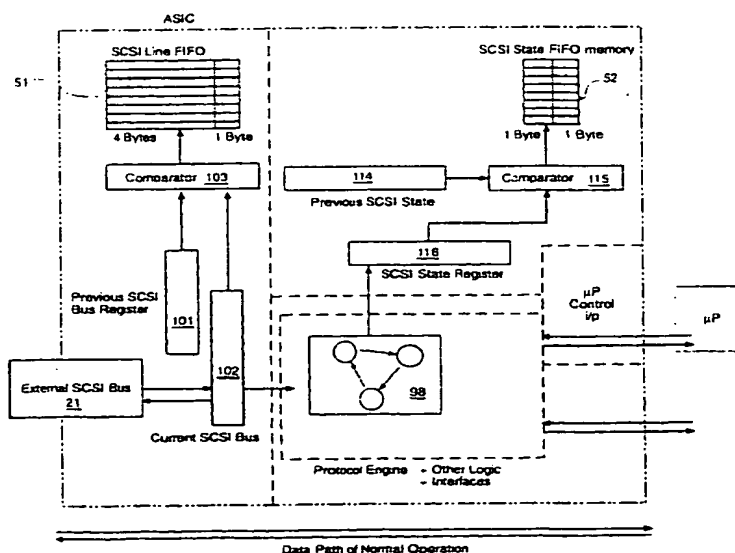 ASIC
SCSI Line FIFO
51
4 Bytes
1 Byte
Comparator 103
Previous SCSI
Bus Register
101
102
External SCSI Bus
21
Current SCSI Bus
SCSI State FIFO memory
52
1 Byte
1 Byte
114
Previous SCSI State
Comparator 115
116
SCSI State Register
µP
Control
i/p
µP
98
Protocol Engine + Other Logic
- Interfaces
Data Path of Normal Operation